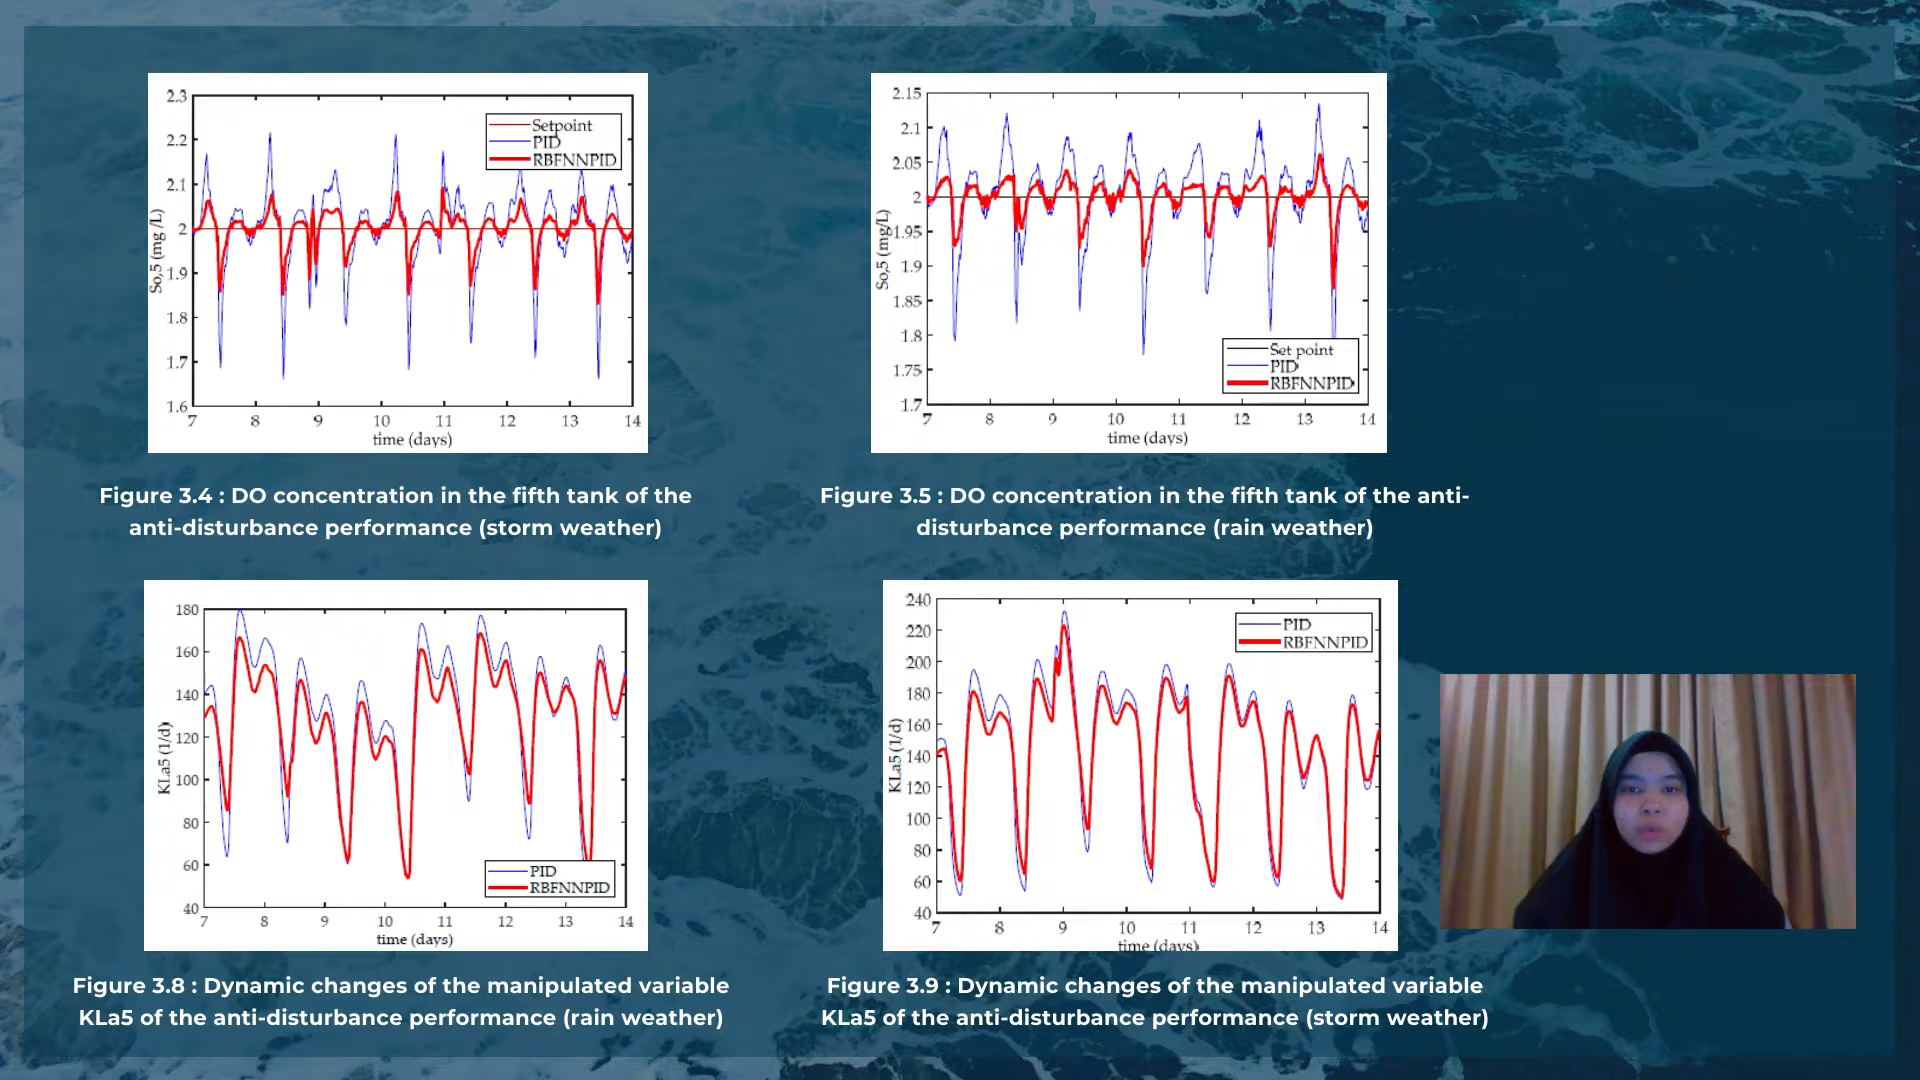 2.3
2.2
2.1
2
1.9
1.8
1.7
1.6
So,5 (mg /L)
Setpoint
PID
RBFNNPID
7 8 9 10 11 12 13 14
time (days)
Figure 3.4 : DO concentration in the fifth tank of the
anti-disturbance performance (storm weather)
2.15
2.1
2.05
2
1.95
1.9
1.85
1.8
1.75
1.7
So,5 (mg/L)
Set point
PID
RBFNNPID
7 8 9 10 11 12 13 14
time (days)
Figure 3.5 : DO concentration in the fifth tank of the anti-
disturbance performance (rain weather)
180
160
140
120
100
80
60
40
KLa5 (1/d)
PID
RBFNNPID
7 8 9 10 11 12 13 14
time (days)
Figure 3.8 : Dynamic changes of the manipulated variable
KLa5 of the anti-disturbance performance (rain weather)
240
220
200
180
160
140
120
100
80
60
40
KLa5 (1/d)
PID
RBFNNPID
7 8 9 10 11 12 13 14
time (days)
Figure 3.9 : Dynamic changes of the manipulated variable
KLa5 of the anti-disturbance performance (storm weather)